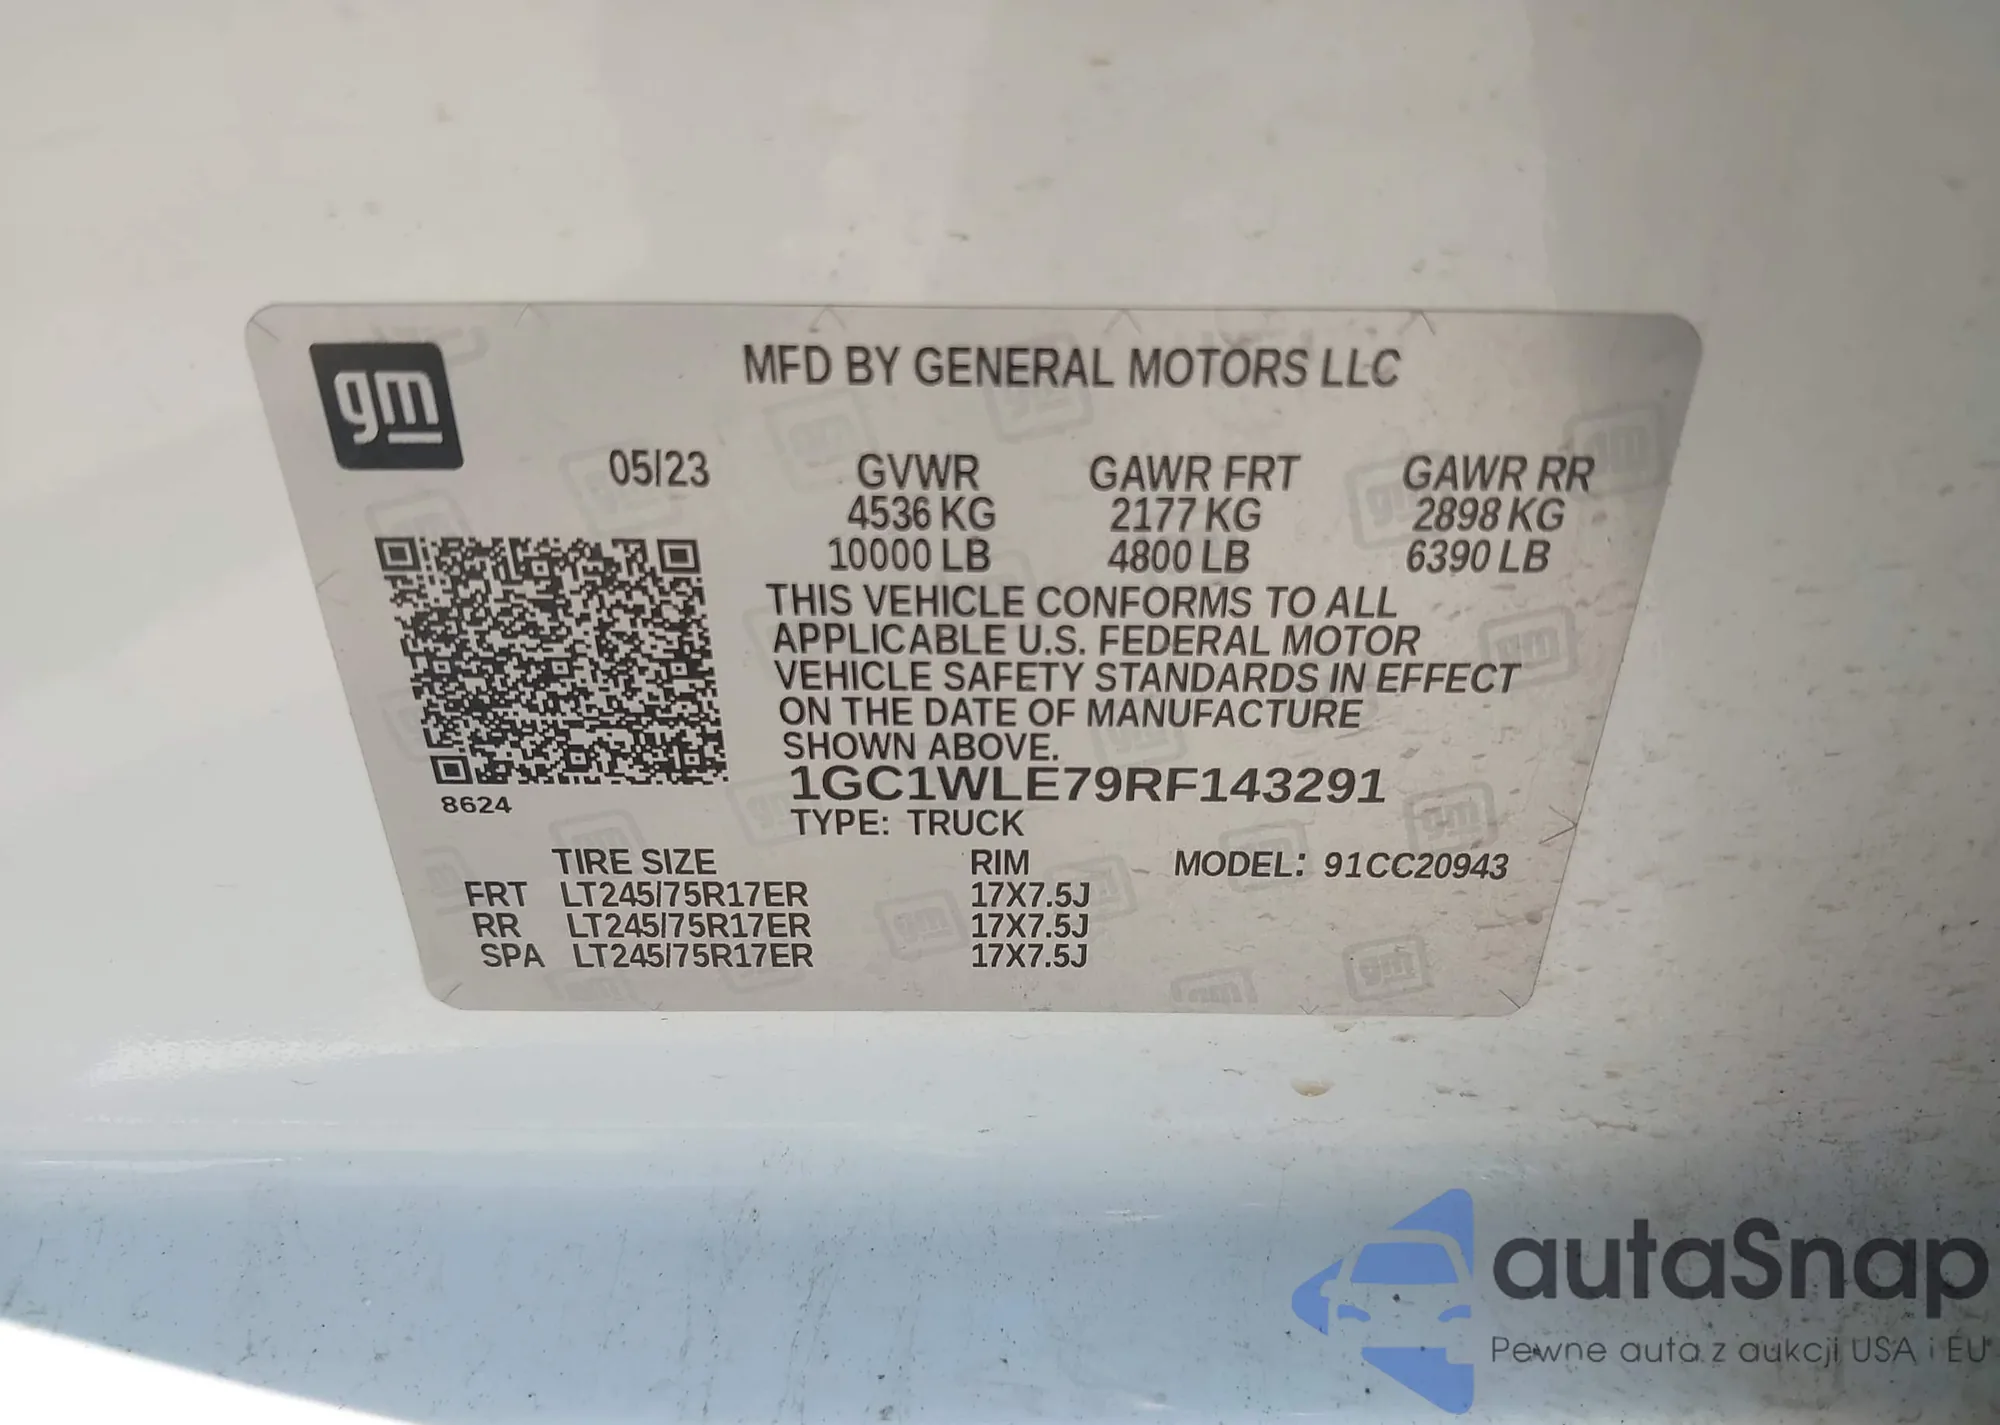 gm
MFD BY GENERAL MOTORS LLC
05/23 GVWR GAWR FRT GAWR RR
4536 KG 2177 KG 2898 KG
10000 LB 4800 LB 6390 LB
THIS VEHICLE CONFORMS TO ALL
APPLICABLE U.S. FEDERAL MOTOR
VEHICLE SAFETY STANDARDS IN EFFECT
ON THE DATE OF MANUFACTURE
SHOWN ABOVE.
1GC1WLE79RF143291
8624
TYPE: TRUCK
TIRE SIZE RIM MODEL: 91CC20943
FRT LT245/75R17ER 17X7.5J
RR LT245/75R17ER 17X7.5J
SPA LT245/75R17ER 17X7.5J
autaSnap
Pewne auta z aukcji USA i EU